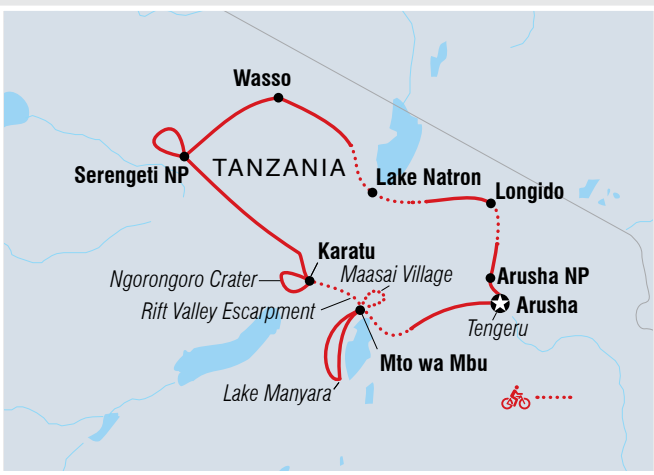 Wasso
TANZANIA
Serengeti NP
Lake Natron
Longido
Karatu
Maasai Village
Ngorongoro Crater
Arusha NP
Rift Valley Escarpment
Arusha
Tengeru
Mto wa Mbu
Lake Manyara